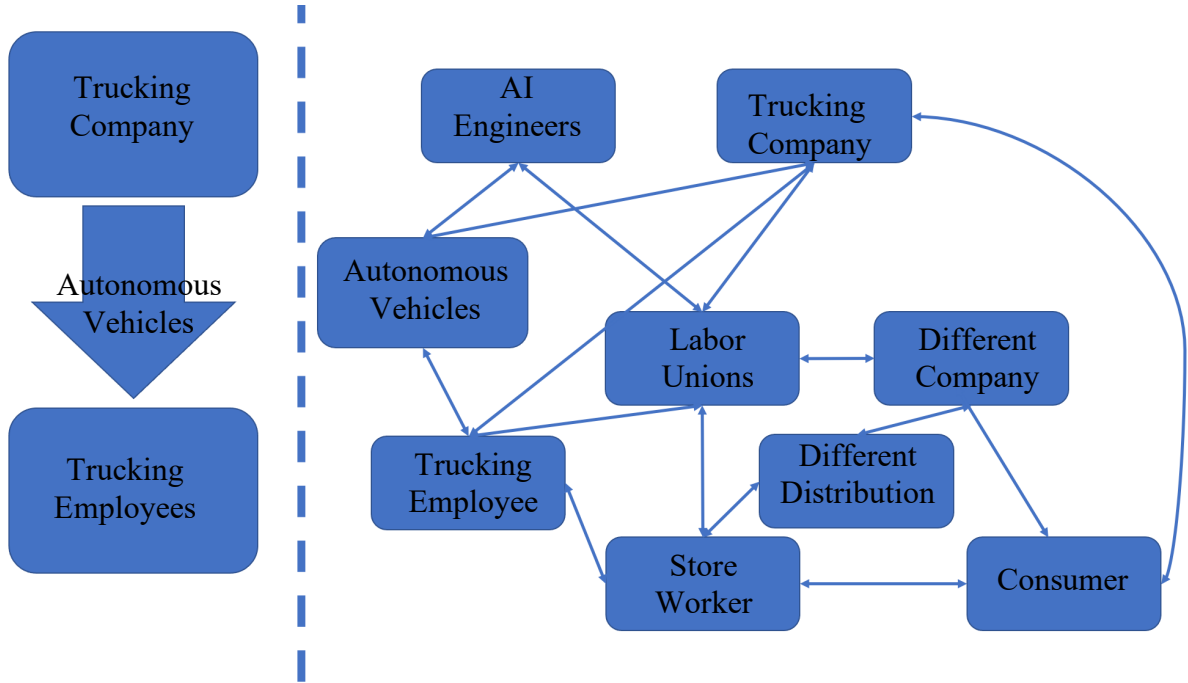 Trucking
Company
Autonomous
Vehicles
Trucking
Employees
AI
Engineers
Trucking
Company
Autonomous
Vehicles
Labor
Unions
Different
Company
Trucking
Employee
Different
Distribution
Store
Worker
Consumer